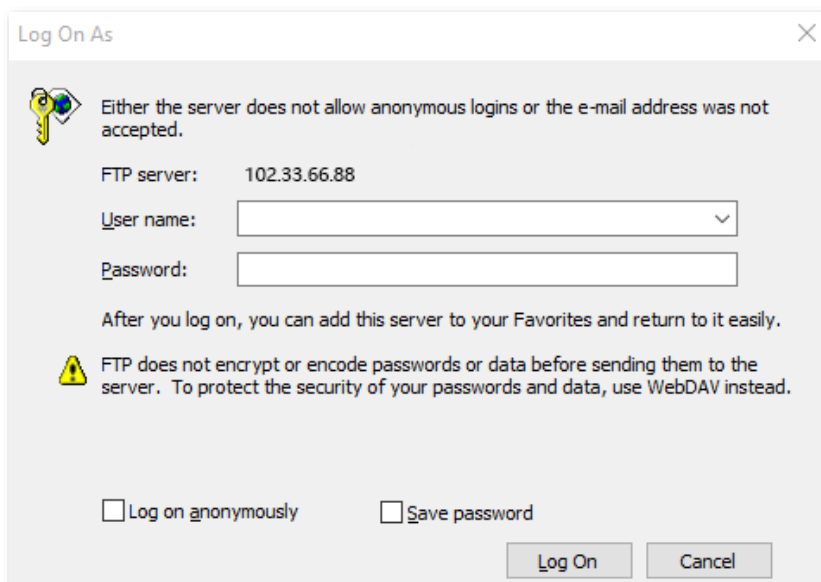 Log On As
Either the server does not allow anonymous logins or the e-mail address was not
accepted.
FTP server: 102.33.66.88
User name:
Password:
After you log on, you can add this server to your Favorites and return to it easily.
FTP does not encrypt or encode passwords or data before sending them to the
server. To protect the security of your passwords and data, use WebDAV instead.
Log on anonymously Save password
Log On Cancel